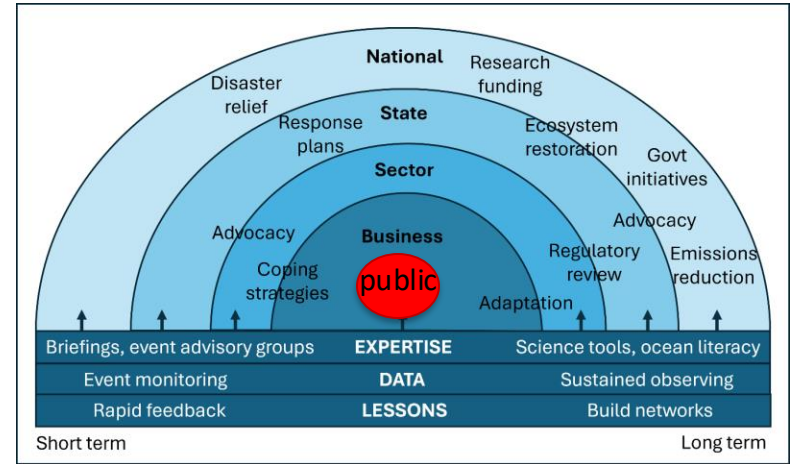 National
Research
funding
Disaster
relief
State
Response
plans
Ecosystem
restoration
Govt
initiatives
Sector
Advocacy
Advocacy
Business
Regulatory
review
Emissions
reduction
Coping
strategies
public
Adaptation
Briefings, event advisory groups EXPERTISE Science tools, ocean literacy
Event monitoring DATA Sustained observing
Rapid feedback LESSONS Build networks
Short term Long term